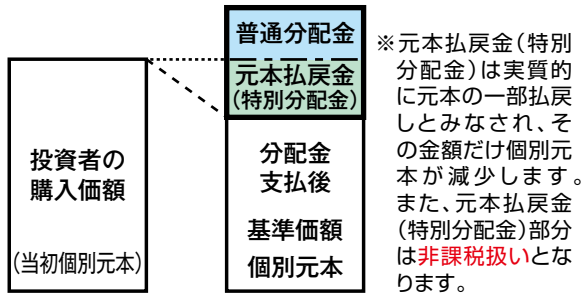 投資者の
購入価額
(当初個別元本)
普通分配金
元本払戻金
(特別分配金)
分配金
支払後
基準価額
個別元本
※元本払戻金(特別
分配金)は実質的
に元本の一部払戻
しとみなされ、そ
の金額だけ個別元
本が減少します。
また、元本払戻金
(特別分配金)部分
は非課税扱いとな
ります。